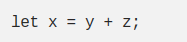 let x = y + z;